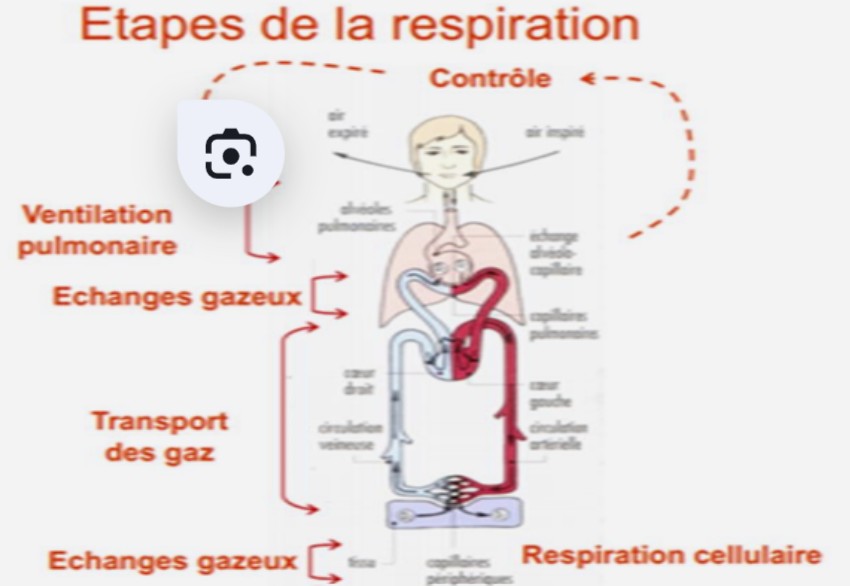 Etapes de la respiration
Contrôle
air
expiré
air inspiré
Ventilation
pulmonaire
alvéoles
pulmonaires
échange
alvéolo-
capillaire
Echanges gazeux
capillaires
pulmonaires
cœur
droit
cœur
gauche
Transport
des gaz
circulation
veineuse
circulation
artérielle
Echanges gazeux
tissu
capillaires
périphériques
Respiration cellulaire